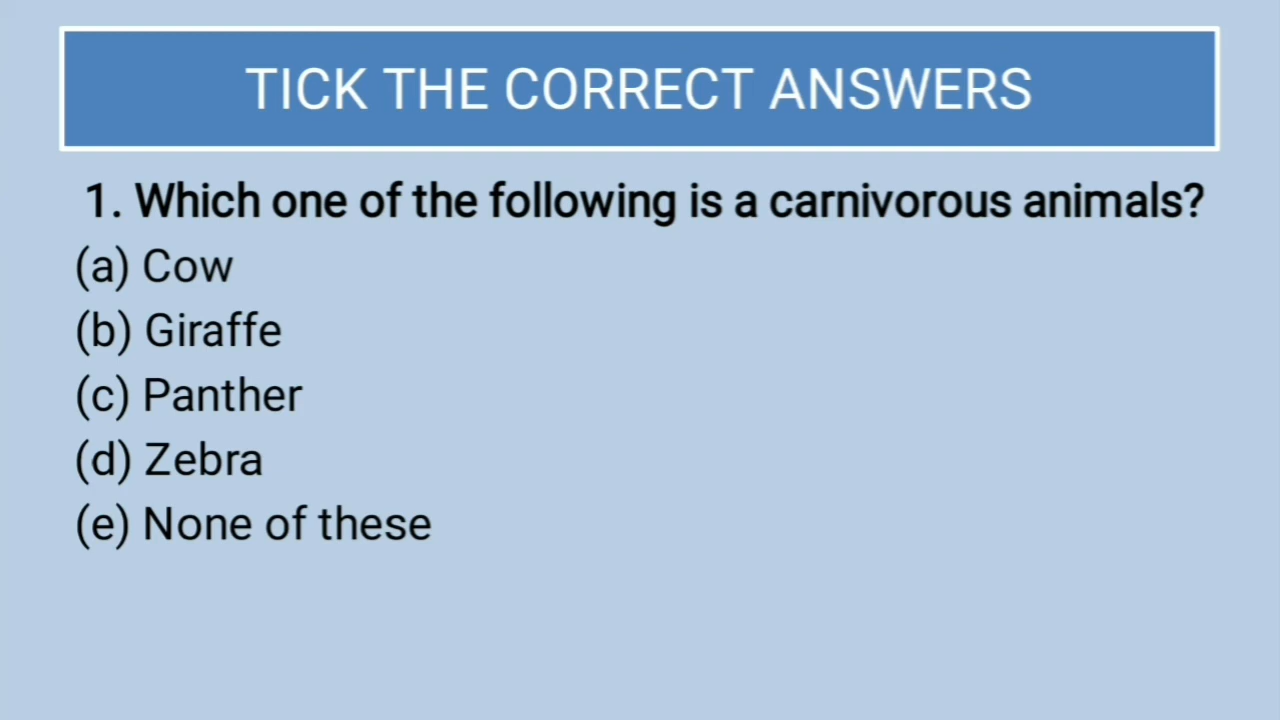 TICK THE CORRECT ANSWERS
1. Which one of the following is a carnivorous animals?
(a) Cow
(b) Giraffe
(c) Panther
(d) Zebra
(e) None of these